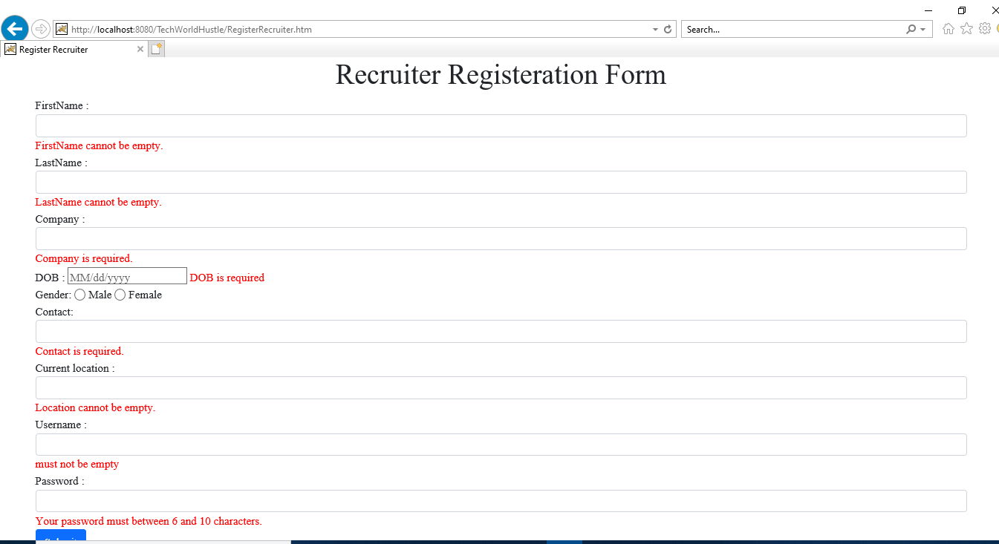 http://localhost:8080/TechWorldHustle/RegisterRecruiter.htm
Search...
Register Recruiter
Recruiter Registeration Form
FirstName :
FirstName cannot be empty.
LastName :
LastName cannot be empty.
Company :
Company is required.
DOB : MM/dd/yyyy DOB is required
Gender: Male Female
Contact:
Contact is required.
Current location :
Location cannot be empty.
Username :
must not be empty
Password :
Your password must between 6 and 10 characters.